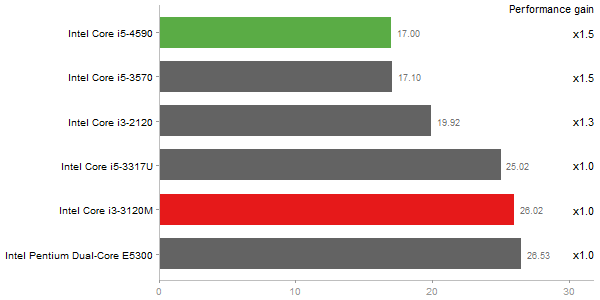 Performance gain
Intel Core i5-4590 17.00 x1.5
Intel Core i5-3570 17.10 x1.5
Intel Core i3-2120 19.92 x1.3
Intel Core i5-3317U 25.02 x1.0
Intel Core i3-3120M 26.02 x1.0
Intel Pentium Dual-Core E5300 26.53 x1.0
0 10 20 30